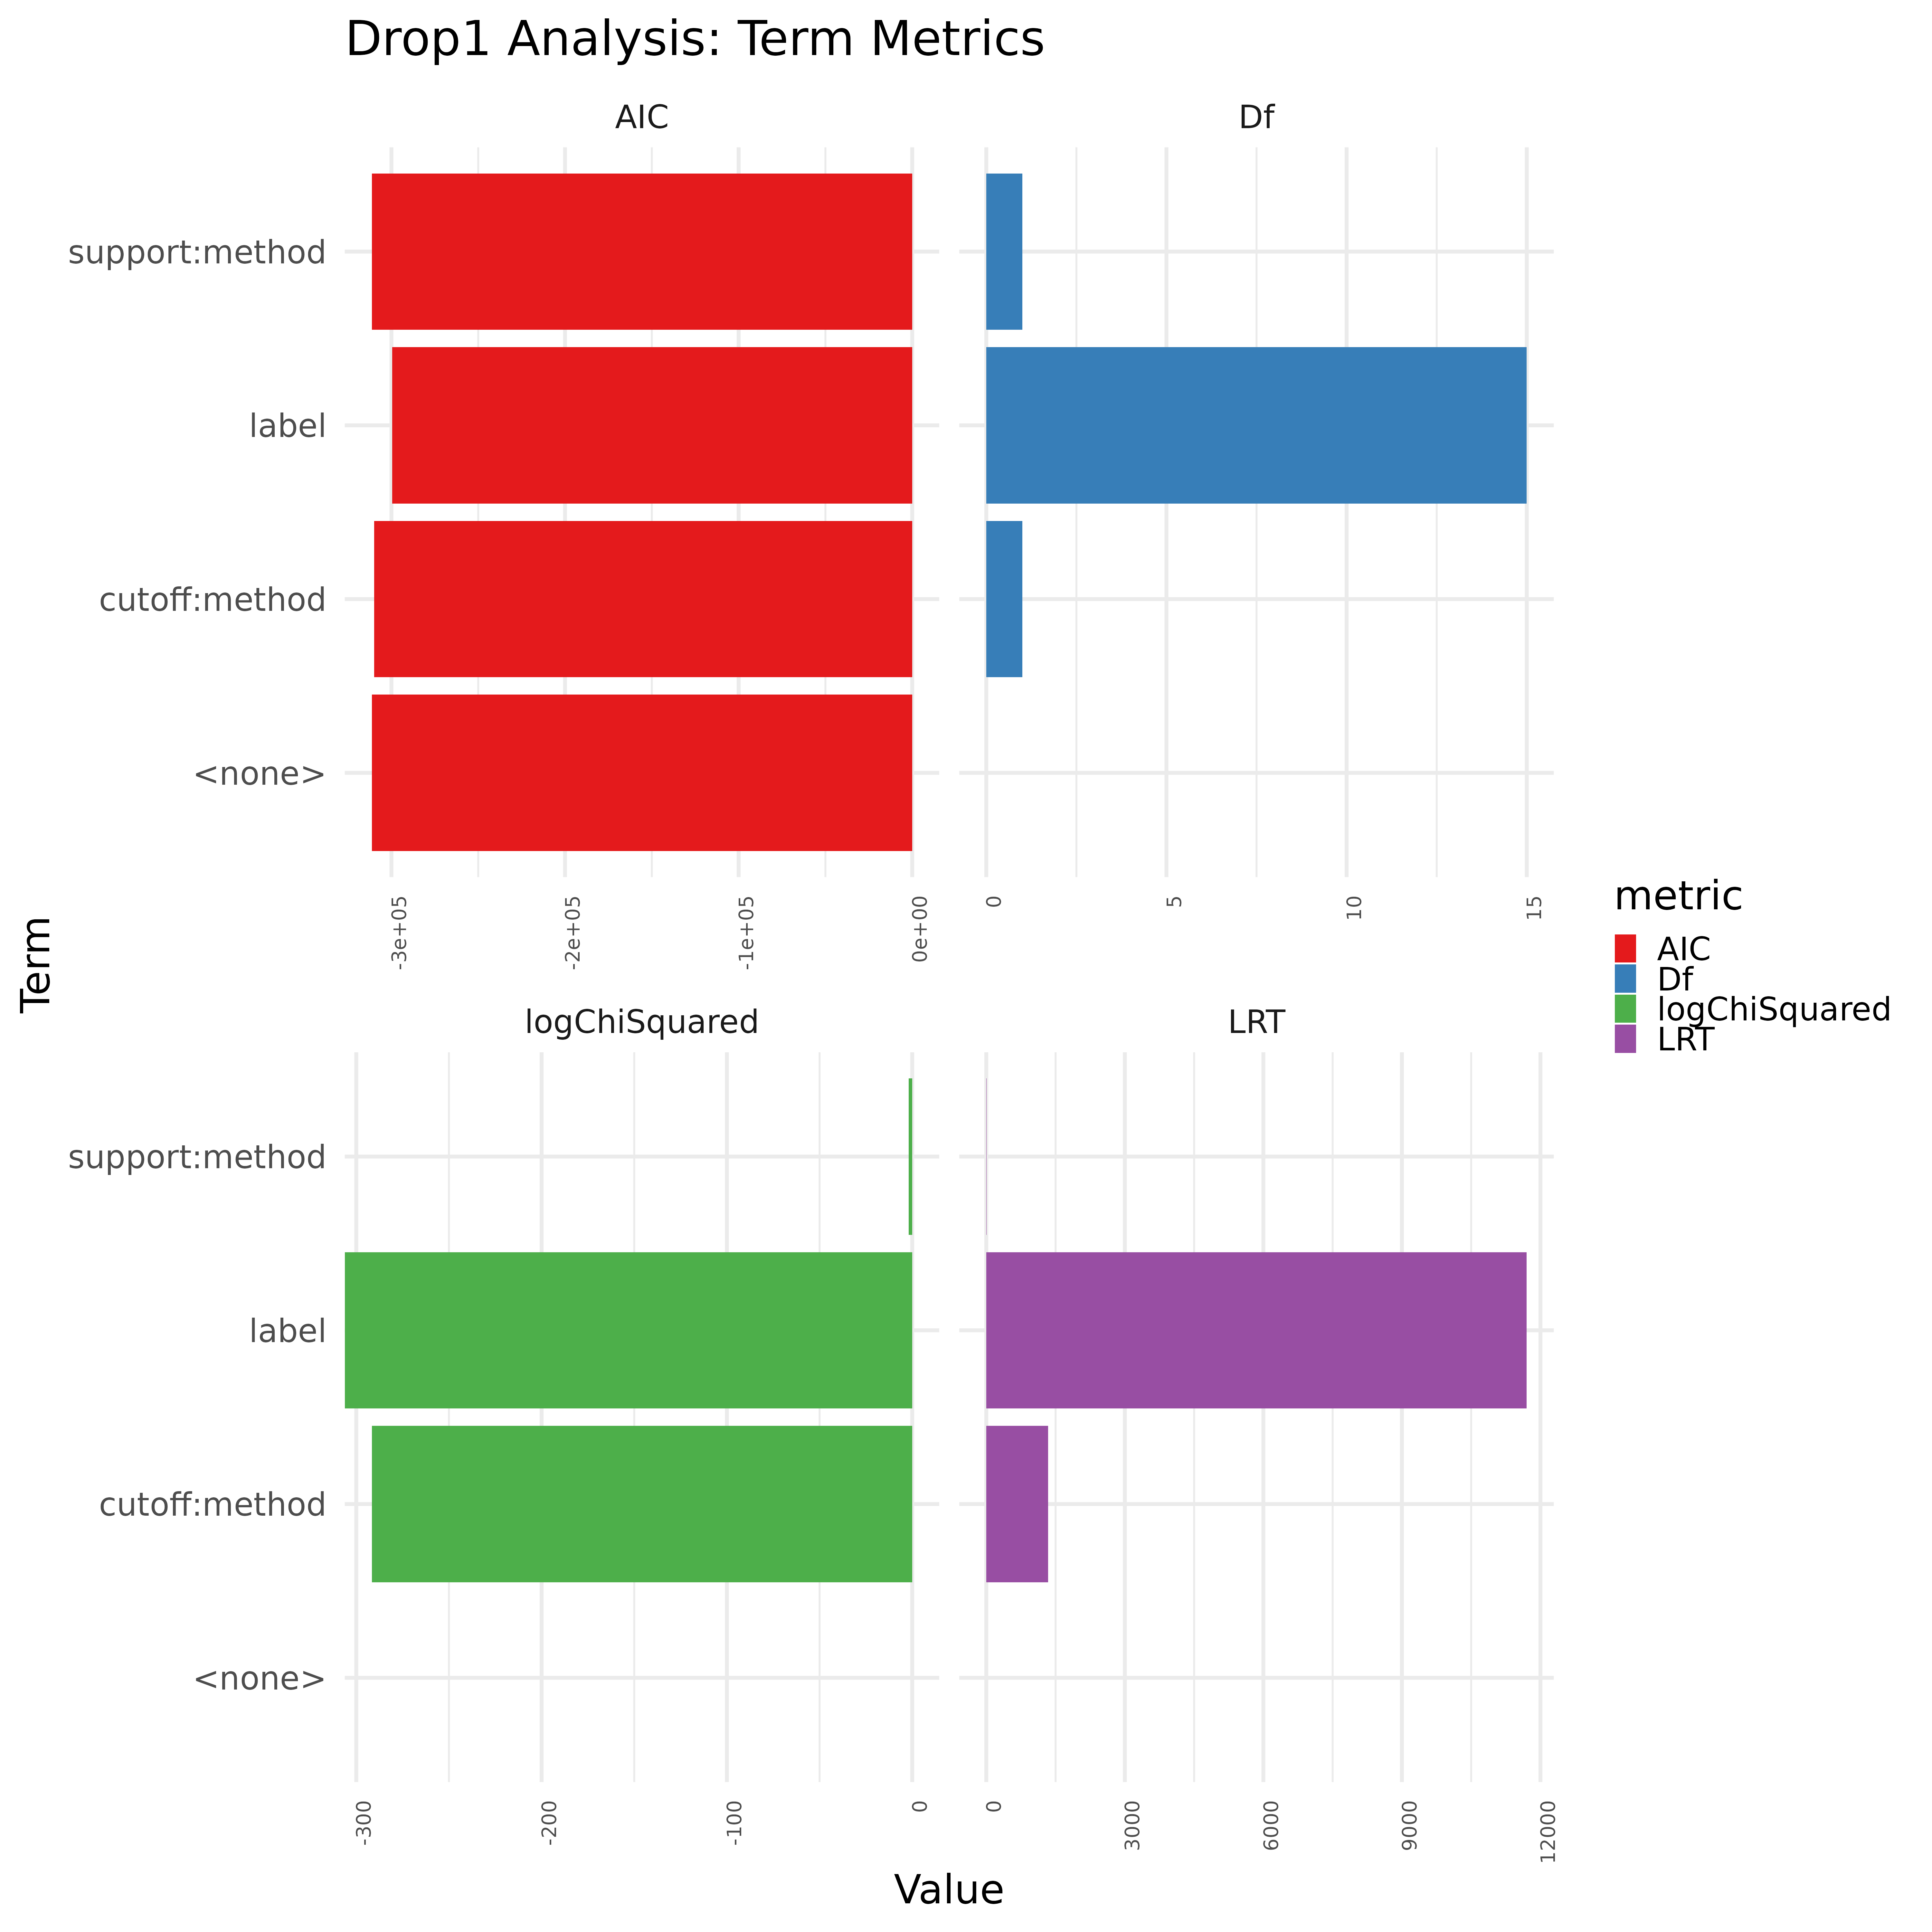 Drop1 Analysis: Term Metrics
AIC
Df
support:method
label
cutoff:method
<none>
-3e+05
-2e+05
-1e+05
0e+00
0
5
10
15
Term
metric
AIC
Df
logChiSquared
LRT
logChiSquared
LRT
support:method
label
cutoff:method
<none>
-300
-200
-100
0
0
3000
6000
9000
12000
Value